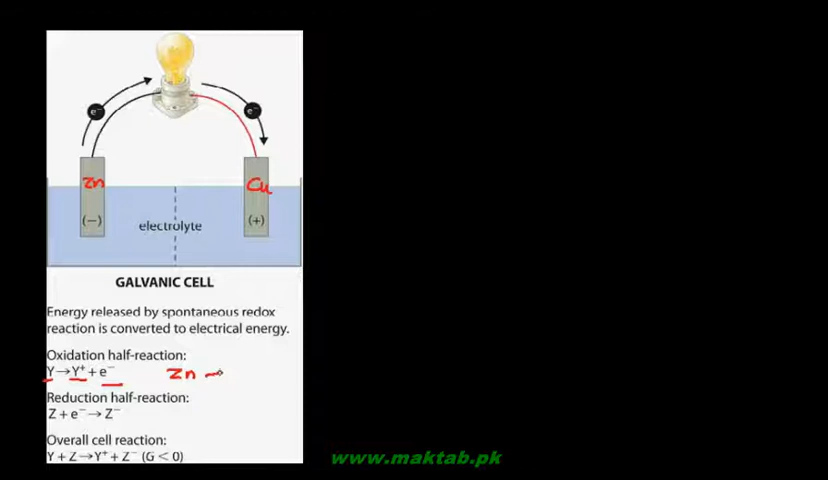 e⁻ e⁻
Zn Cu
(−) electrolyte (+)
GALVANIC CELL
Energy released by spontaneous redox
reaction is converted to electrical energy.
Oxidation half-reaction:
Y→Y⁺ + e⁻ Zn →
Reduction half-reaction:
Z + e⁻→Z⁻
Overall cell reaction:
Y + Z→Y⁺ + Z⁻ (G < 0)
www.maktab.pk